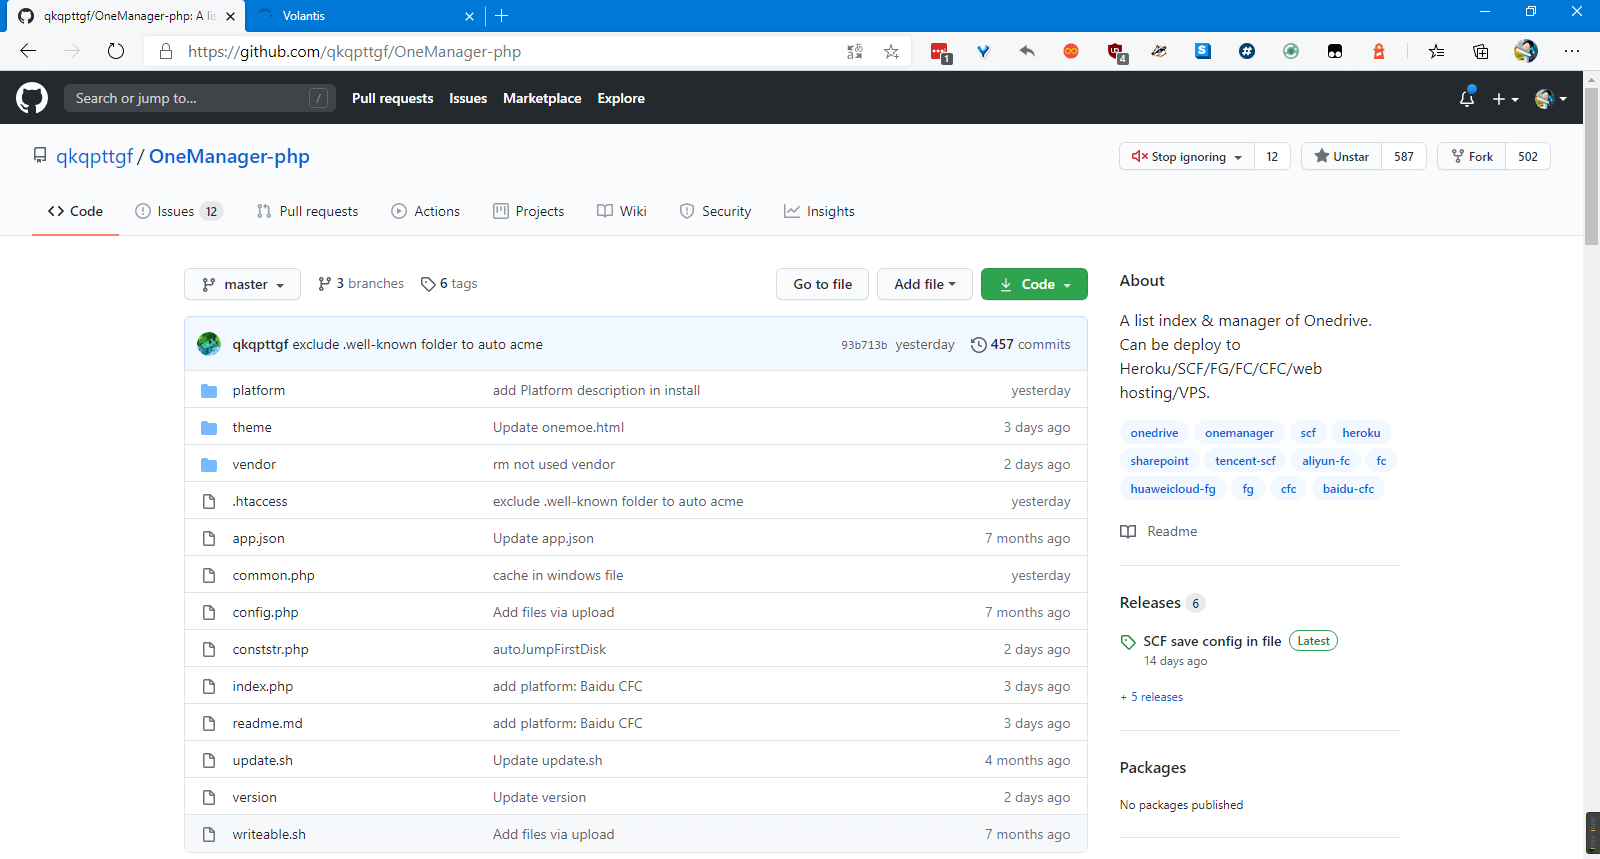 qkqpttgf/OneManager-php: A lis
Volantis
https://github.com/qkqpttgf/OneManager-php
1
4
Search or jump to...
/
Pull requests
Issues
Marketplace
Explore
qkqpttgf / OneManager-php
Stop ignoring
12
Unstar
587
Fork
502
Code
Issues 12
Pull requests
Actions
Projects
Wiki
Security
Insights
master
3 branches
6 tags
Go to file
Add file
Code
qkqpttgf exclude .well-known folder to auto acme 93b713b yesterday 457 commits
platform add Platform description in install yesterday
theme Update onemoe.html 3 days ago
vendor rm not used vendor 2 days ago
.htaccess exclude .well-known folder to auto acme yesterday
app.json Update app.json 7 months ago
common.php cache in windows file yesterday
config.php Add files via upload 7 months ago
conststr.php autoJumpFirstDisk 2 days ago
index.php add platform: Baidu CFC 3 days ago
readme.md add platform: Baidu CFC 3 days ago
update.sh Update update.sh 4 months ago
version Update version 2 days ago
writeable.sh Add files via upload 7 months ago
About
A list index & manager of Onedrive.
Can be deploy to
Heroku/SCF/FG/FC/CFC/web
hosting/VPS.
onedrive onemanager scf heroku
sharepoint tencent-scf aliyun-fc fc
huaweicloud-fg fg cfc baidu-cfc
Readme
Releases 6
SCF save config in file Latest
14 days ago
+ 5 releases
Packages
No packages published